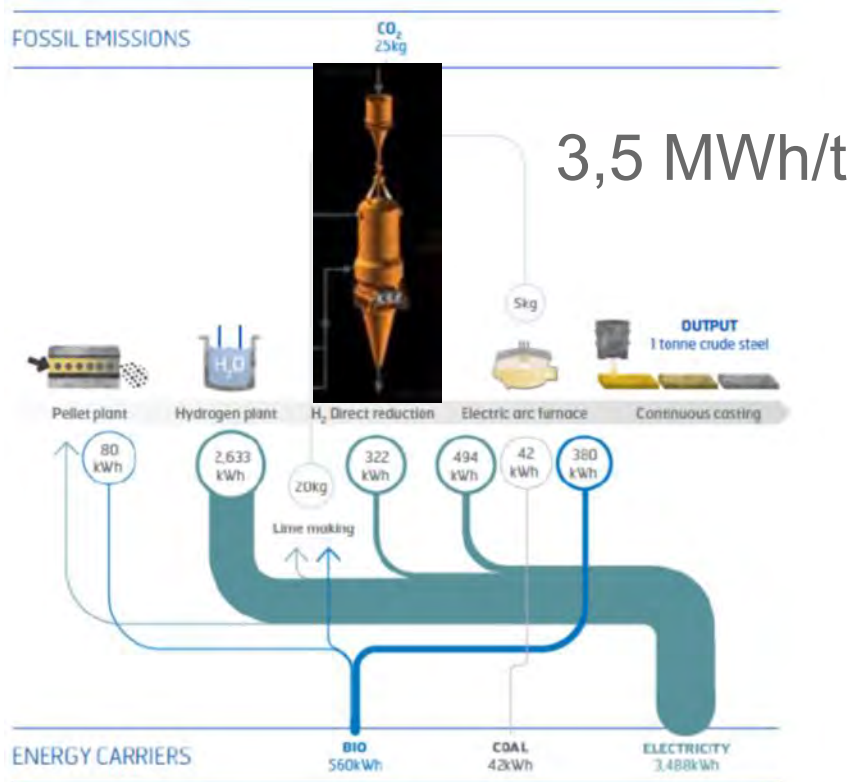 FOSSIL EMISSIONS
CO₂
25kg
3,5 MWh/t
5kg
OUTPUT
1 tonne crude steel
H₂O
Pellet plant
Hydrogen plant
H₂ Direct reduction
Electric arc furnace
Continuous casting
80
kWh
2,633
kWh
20kg
322
kWh
494
kWh
42
kWh
380
kWh
Lime making
ENERGY CARRIERS
BIO
560kWh
COAL
42kWh
ELECTRICITY
3,488kWh